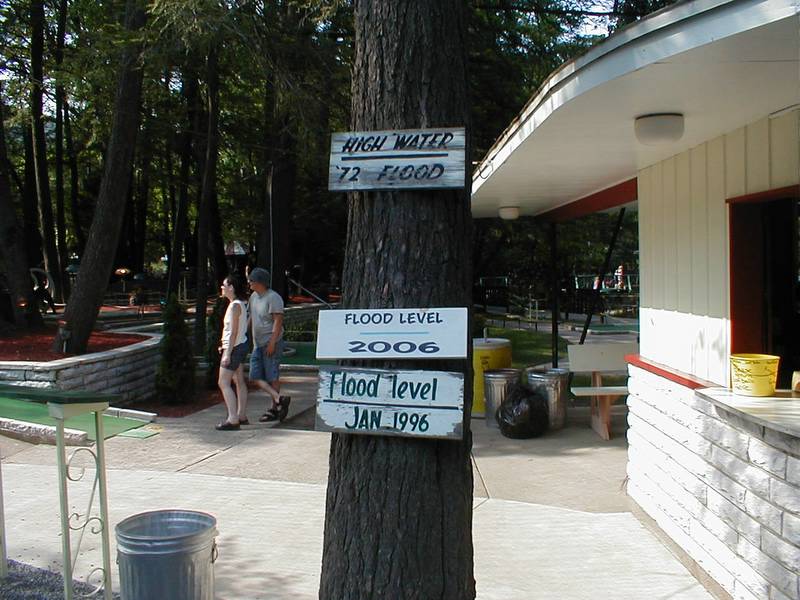 HIGH WATER
'72 FLOOD
FLOOD LEVEL
2006
Flood level
JAN 1996